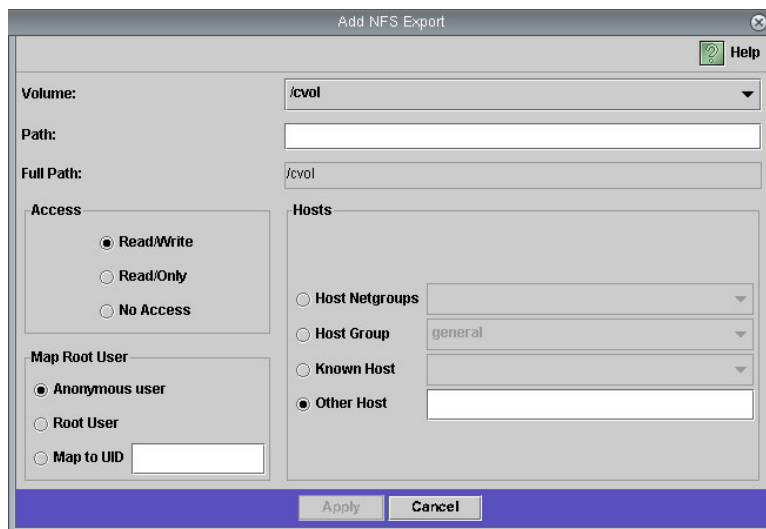 Add NFS Export
Help
Volume:
/cvol
Path:
Full Path:
/cvol
Access
Read/Write
Read/Only
No Access
Map Root User
Anonymous user
Root User
Map to UID
Hosts
Host Netgroups
Host Group
general
Known Host
Other Host
Apply
Cancel